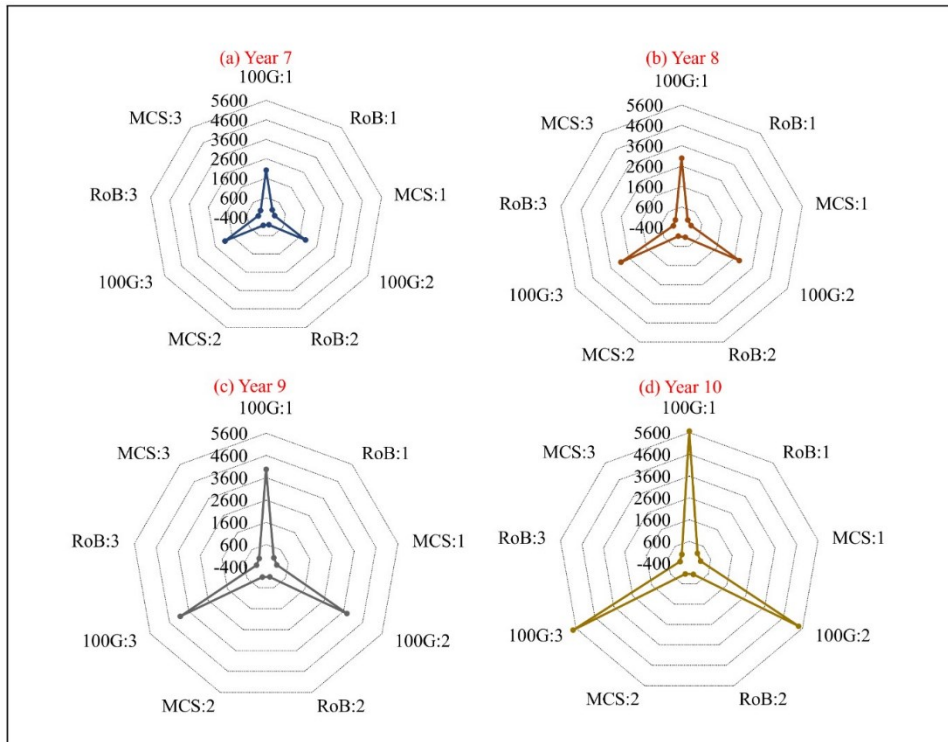 (a) Year 7
100G:1
5600
4600
3600
2600
1600
600
-400
RoB:1
MCS:1
100G:2
RoB:2
MCS:2
100G:3
RoB:3
MCS:3
(b) Year 8
100G:1
5600
4600
3600
2600
1600
600
-400
RoB:1
MCS:1
100G:2
RoB:2
MCS:2
100G:3
RoB:3
MCS:3
(c) Year 9
100G:1
5600
4600
3600
2600
1600
600
-400
RoB:1
MCS:1
100G:2
RoB:2
MCS:2
100G:3
RoB:3
MCS:3
(d) Year 10
100G:1
5600
4600
3600
2600
1600
600
-400
RoB:1
MCS:1
100G:2
RoB:2
MCS:2
100G:3
RoB:3
MCS:3